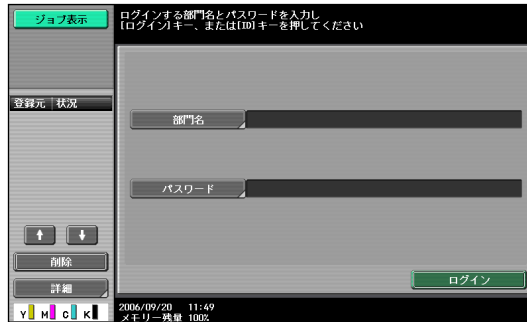 ジョブ表示
ログインする部門名とパスワードを入力し
[ログイン]キー、または[ID]キーを押してください
登録元 状況
部門名
パスワード
削除
詳細
ログイン
Y M C K
2006/09/20 11:49
メモリー残量 100%